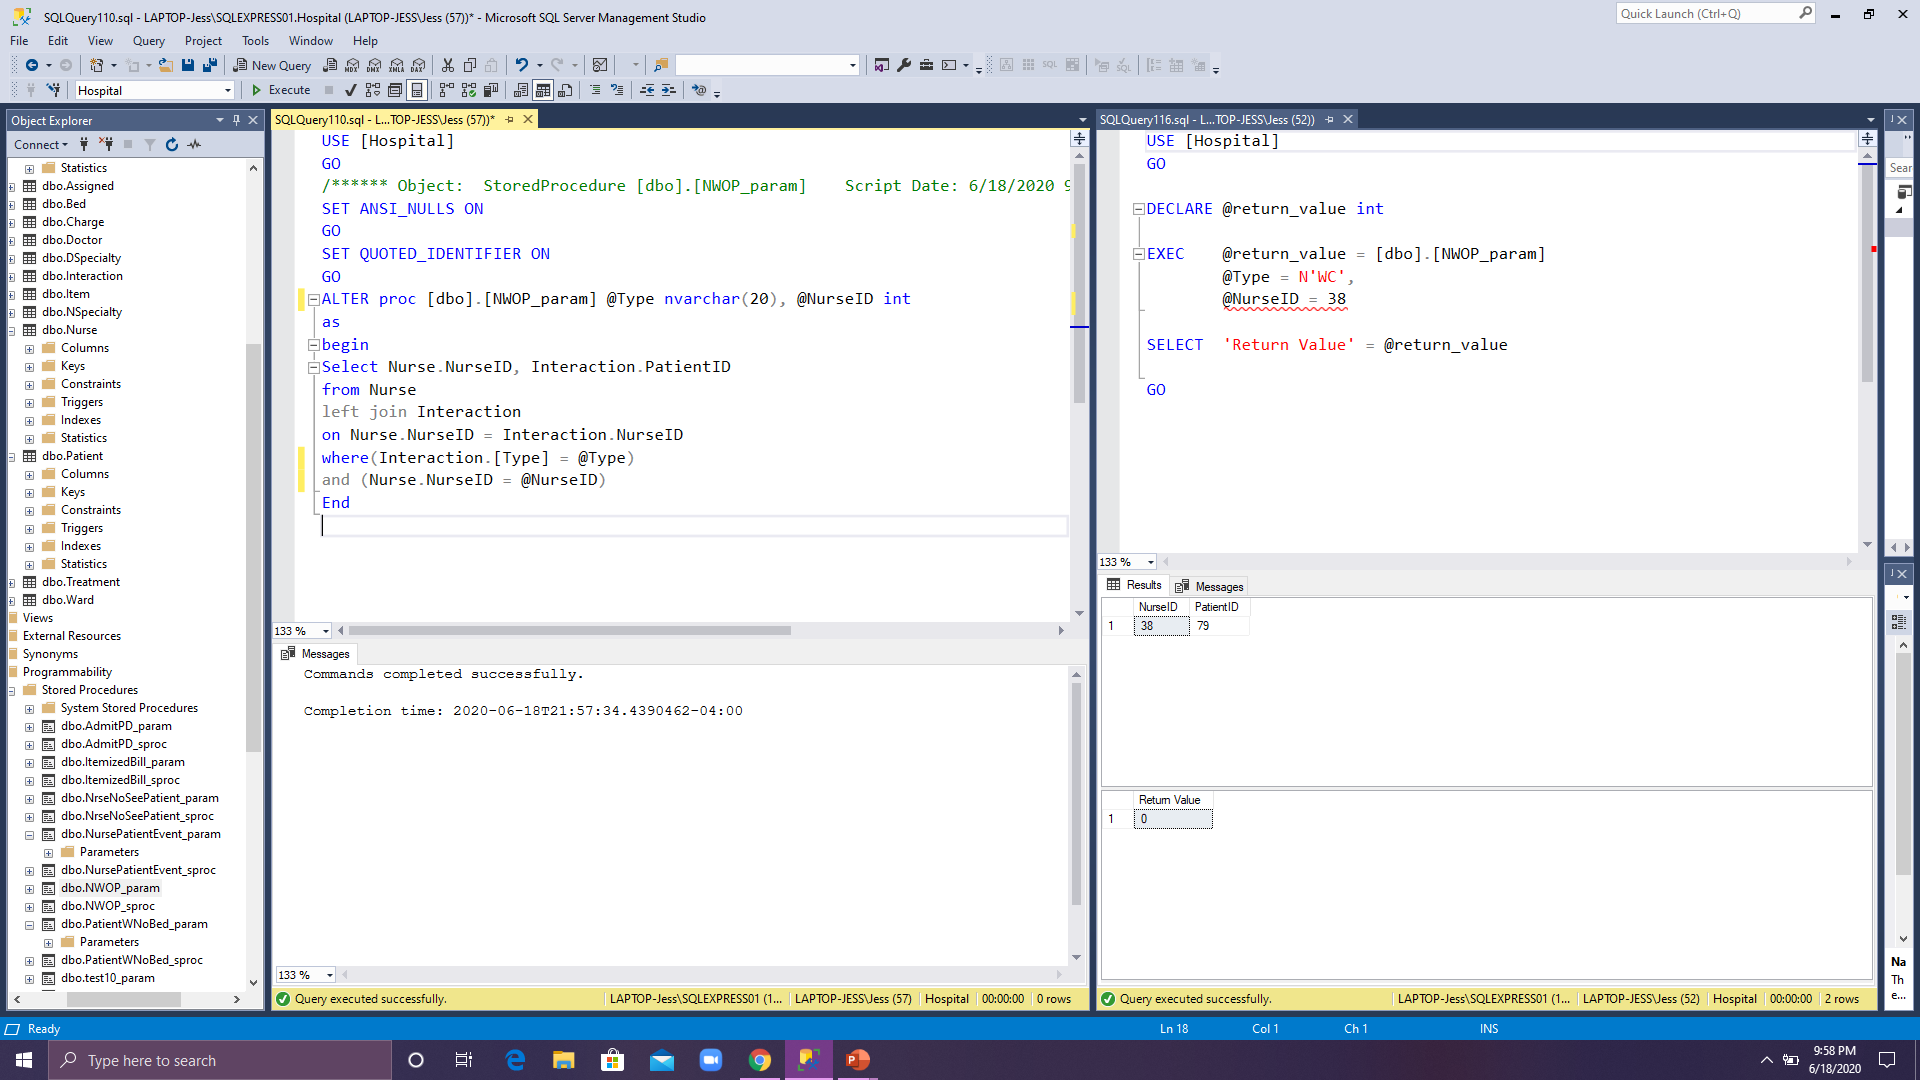 SQLQuery110.sql - LAPTOP-Jess\SQLEXPRESS01.Hospital (LAPTOP-JESS\Jess (57))* - Microsoft SQL Server Management Studio
Quick Launch (Ctrl+Q)
File Edit View Query Project Tools Window Help
New Query MDX DMX XMLA DAX
Hospital Execute
Object Explorer
Connect
Statistics
dbo.Assigned
dbo.Bed
dbo.Charge
dbo.Doctor
dbo.DSpecialty
dbo.Interaction
dbo.Item
dbo.NSpecialty
dbo.Nurse
Columns
Keys
Constraints
Triggers
Indexes
Statistics
dbo.Patient
Columns
Keys
Constraints
Triggers
Indexes
Statistics
dbo.Treatment
dbo.Ward
Views
External Resources
Synonyms
Programmability
Stored Procedures
System Stored Procedures
dbo.AdmitPD_param
dbo.AdmitPD_sproc
dbo.ItemizedBill_param
dbo.ItemizedBill_sproc
dbo.NrseNoSeePatient_param
dbo.NrseNoSeePatient_sproc
dbo.NursePatientEvent_param
Parameters
dbo.NursePatientEvent_sproc
dbo.NWOP_param
dbo.NWOP_sproc
dbo.PatientWNoBed_param
Parameters
dbo.PatientWNoBed_sproc
dbo.test10_param
SQLQuery110.sql - L...TOP-JESS\Jess (57))*
USE [Hospital]
GO
/****** Object:  StoredProcedure [dbo].[NWOP_param]    Script Date: 6/18/2020 9
SET ANSI_NULLS ON
GO
SET QUOTED_IDENTIFIER ON
GO
ALTER proc [dbo].[NWOP_param] @Type nvarchar(20), @NurseID int
as
begin
Select Nurse.NurseID, Interaction.PatientID
from Nurse
left join Interaction
on Nurse.NurseID = Interaction.NurseID
where(Interaction.[Type] = @Type)
and (Nurse.NurseID = @NurseID)
End
133 %
Messages
Commands completed successfully.
Completion time: 2020-06-18T21:57:34.4390462-04:00
133 %
Query executed successfully. LAPTOP-Jess\SQLEXPRESS01 (1... LAPTOP-JESS\Jess (57) Hospital 00:00:00 0 rows
SQLQuery116.sql - L...TOP-JESS\Jess (52))
USE [Hospital]
GO
DECLARE @return_value int
EXEC @return_value = [dbo].[NWOP_param]
@Type = N'WC',
@NurseID = 38
SELECT 'Return Value' = @return_value
GO
133 %
Results Messages
NurseID PatientID
1 38 79
Return Value
1 0
Query executed successfully. LAPTOP-Jess\SQLEXPRESS01 (1... LAPTOP-JESS\Jess (52) Hospital 00:00:00 2 rows
Sear
Na
Th
e...
Ready Ln 18 Col 1 Ch 1 INS
Type here to search
9:58 PM
6/18/2020